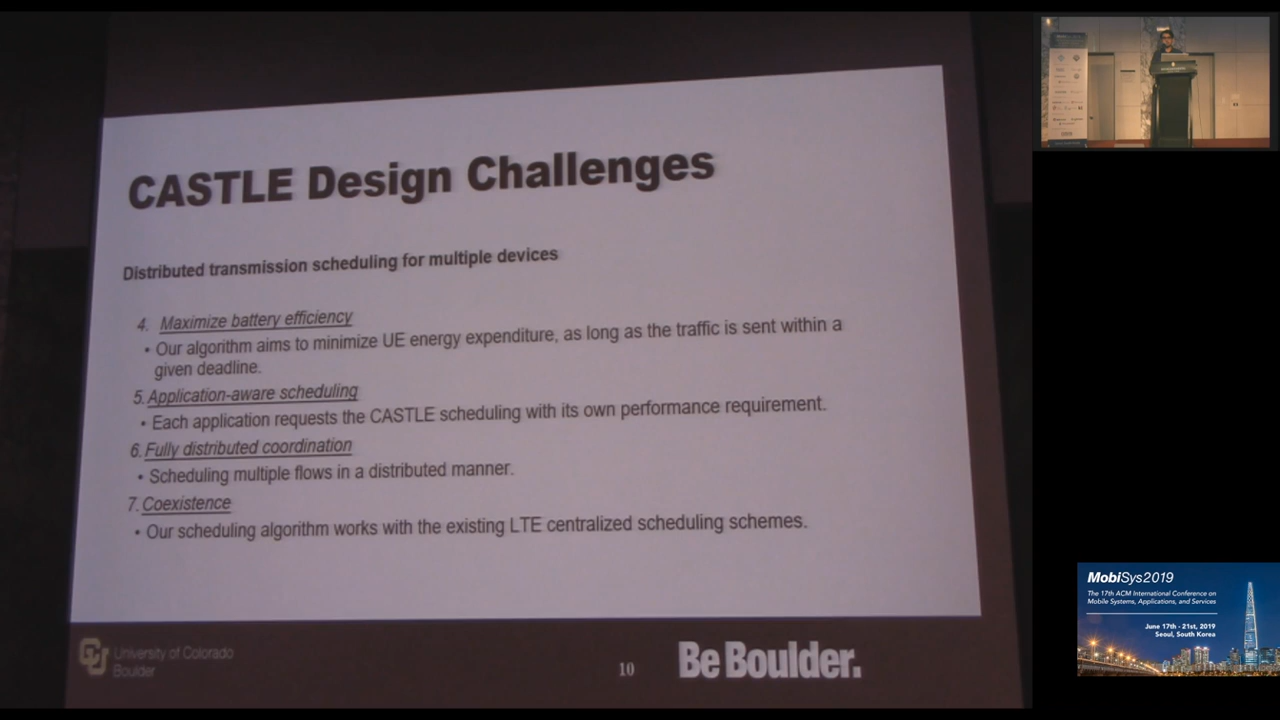 CASTLE Design Challenges
Distributed transmission scheduling for multiple devices
4. Maximize battery efficiency
• Our algorithm aims to minimize UE energy expenditure, as long as the traffic is sent within a
given deadline.
5. Application-aware scheduling
• Each application requests the CASTLE scheduling with its own performance requirement.
6. Fully distributed coordination
• Scheduling multiple flows in a distributed manner.
7. Coexistence
• Our scheduling algorithm works with the existing LTE centralized scheduling schemes.
University of Colorado
Boulder
10
Be Boulder.
MobiSys2019
The 17th ACM International Conference on
Mobile Systems, Applications, and Services
June 17th - 21st, 2019
Seoul, South Korea